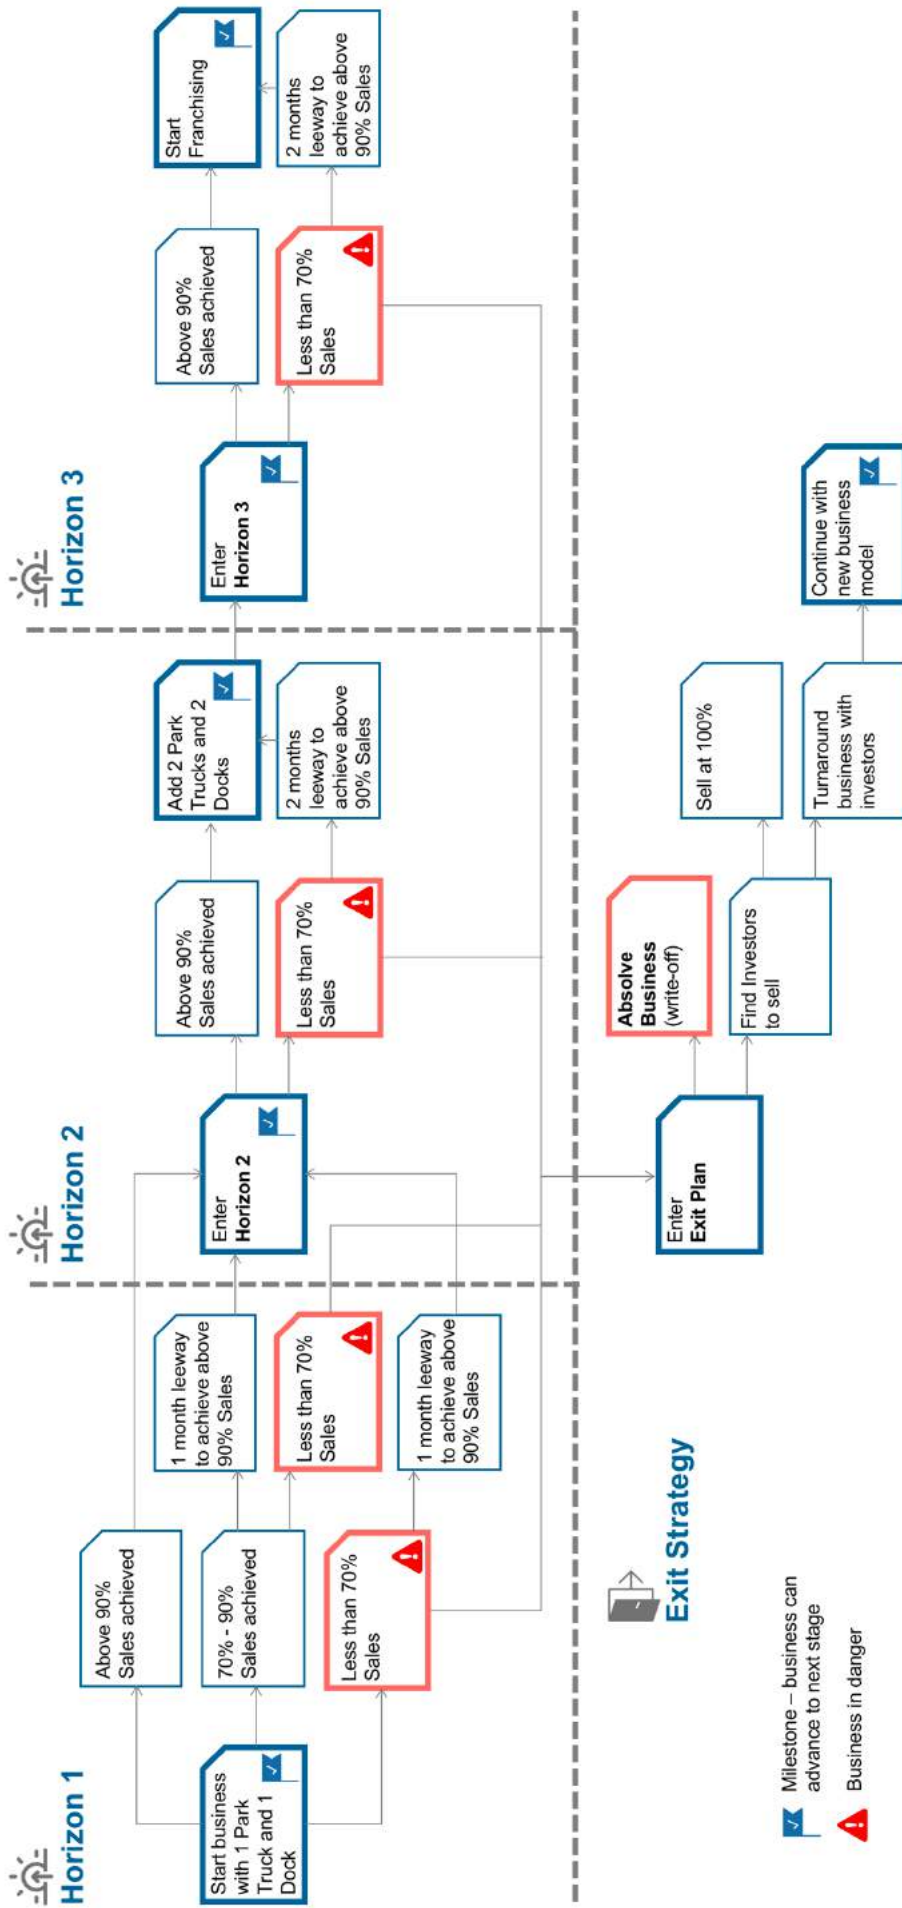 Horizon 1
Start business
with 1 Park
Truck and 1
Dock
Above 90%
Sales achieved
70% - 90%
Sales achieved
Less than 70%
Sales
1 month leeway
to achieve above
90% Sales
Less than 70%
Sales
1 month leeway
to achieve above
90% Sales
Horizon 2
Enter
Horizon 2
Above 90%
Sales achieved
Less than 70%
Sales
Add 2 Park
Trucks and 2
Docks
2 months
leeway to
achieve above
90% Sales
Horizon 3
Enter
Horizon 3
Above 90%
Sales achieved
Less than 70%
Sales
Start
Franchising
2 months
leeway to
achieve above
90% Sales
Exit Strategy
Enter
Exit Plan
Absolve
Business
(write-off)
Find Investors
to sell
Sell at 100%
Turnaround
business with
investors
Continue with
new business
model
Milestone – business can
advance to next stage
Business in danger